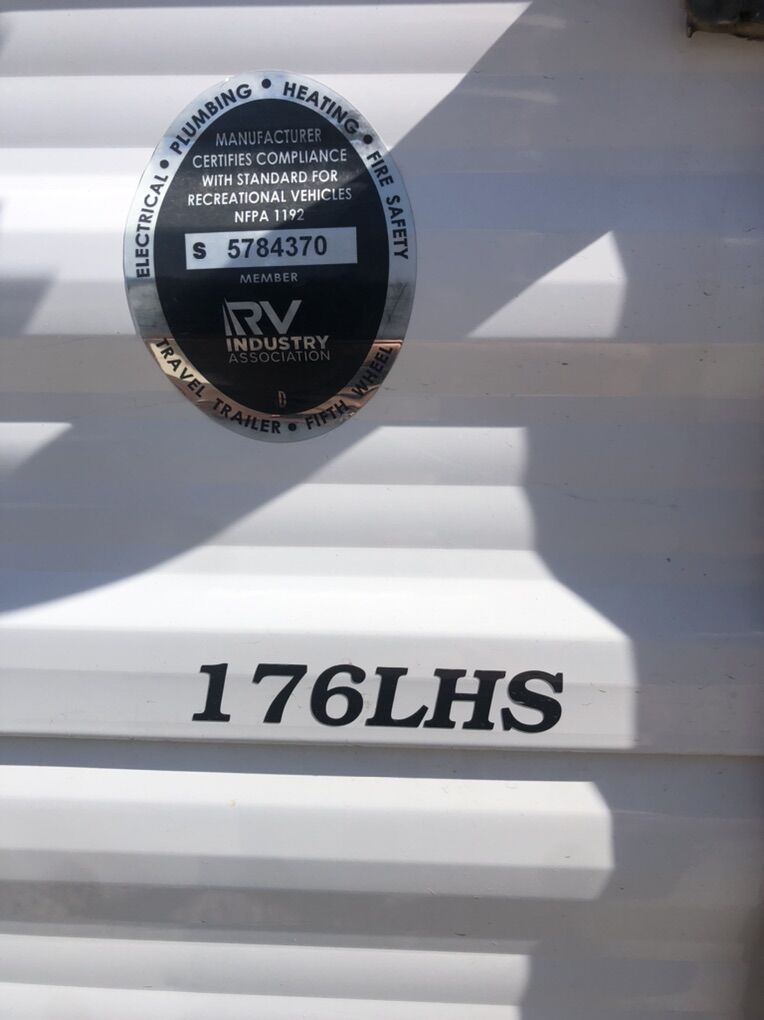 ELECTRICAL • PLUMBING • HEATING • FIRE SAFETY
MANUFACTURER
CERTIFIES COMPLIANCE
WITH STANDARD FOR
RECREATIONAL VEHICLES
NFPA 1192
S 5784370
MEMBER
RV
INDUSTRY
ASSOCIATION
D
TRAVEL TRAILER • FIFTH WHEEL
176LHS